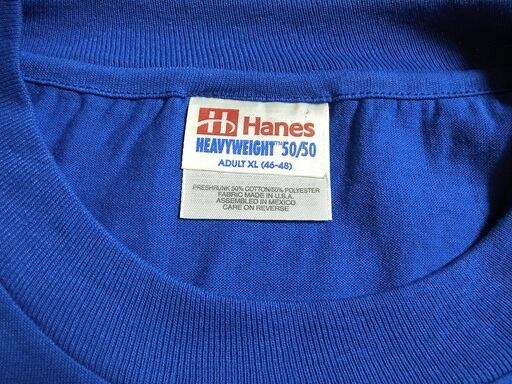 Hanes
HEAVYWEIGHT™ 50/50
ADULT XL (46-48)
PRESHRUNK 50% COTTON/50% POLYESTER
FABRIC MADE IN U.S.A.
ASSEMBLED IN MEXICO
CARE ON REVERSE